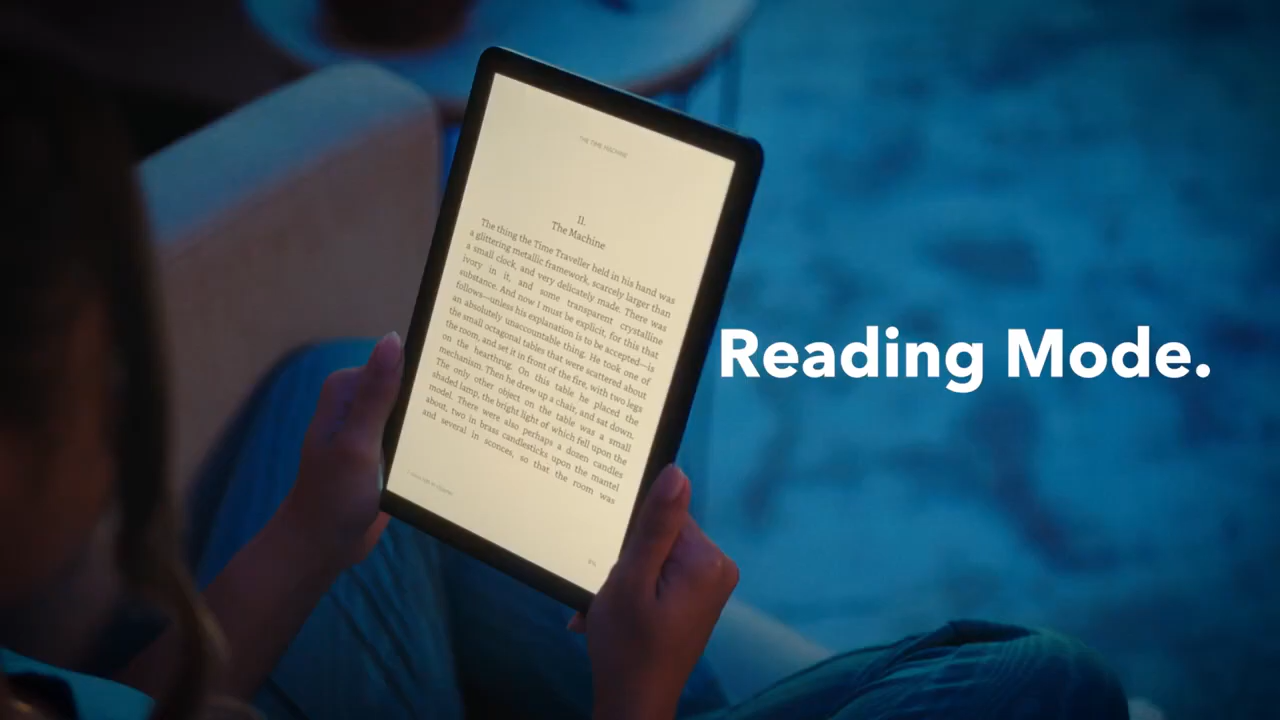 THE TIME MACHINE
II.
The Machine
The thing the Time Traveller held in his hand was
a glittering metallic framework, scarcely larger than
a small clock, and very delicately made. There was
ivory in it, and some transparent crystalline
substance. And now I must be explicit, for this that
follows—unless his explanation is to be accepted—is
an absolutely unaccountable thing. He took one of
the small octagonal tables that were scattered about
the room, and set it in front of the fire, with two legs
on the hearthrug. On this table he placed the
mechanism. Then he drew up a chair, and sat down.
The only other object on the table was a small
shaded lamp, the bright light of which fell upon the
model. There were also perhaps a dozen candles
about, two in brass candlesticks upon the mantel
and several in sconces, so that the room was
Reading Mode.